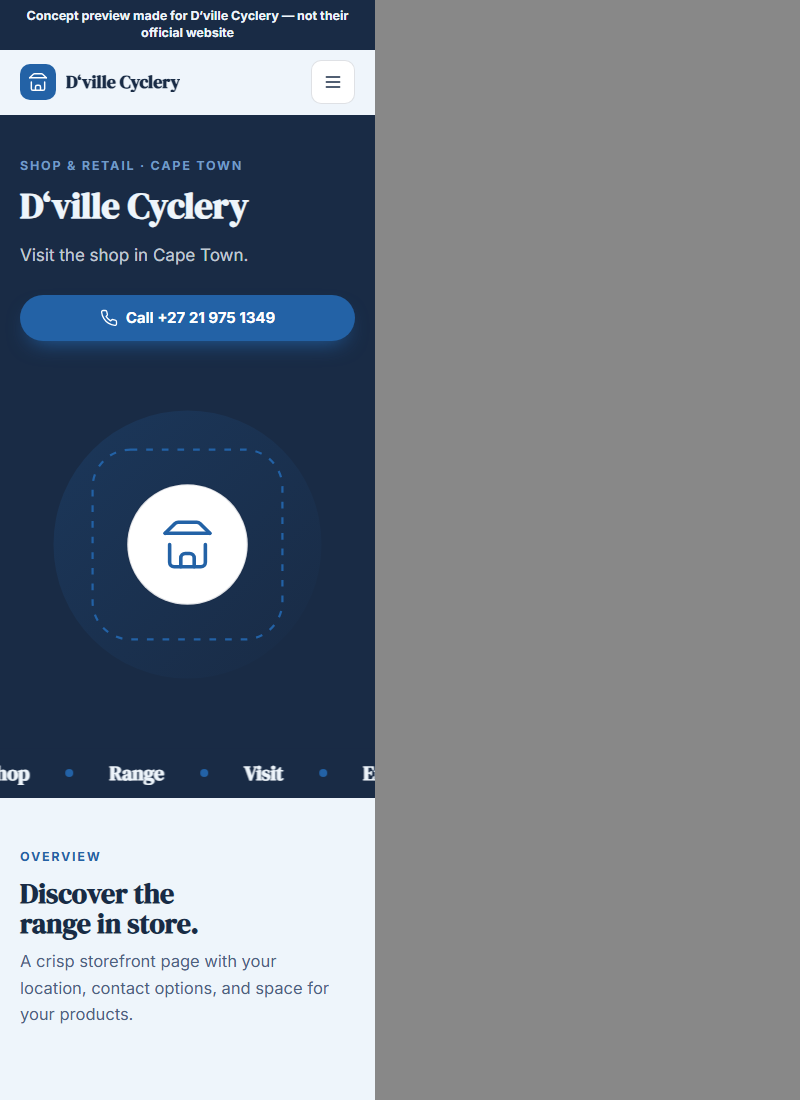 Concept preview made for D‘ville Cyclery — not their
official website
D‘ville Cyclery
SHOP & RETAIL · CAPE TOWN
D‘ville Cyclery
Visit the shop in Cape Town.
Call +27 21 975 1349
hop • Range • Visit • E
OVERVIEW
Discover the
range in store.
A crisp storefront page with your
location, contact options, and space for
your products.